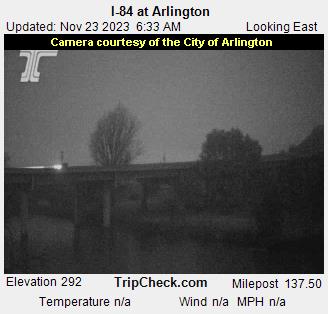 I-84 at Arlington
Updated: Nov 23 2023 6:33 AM Looking East
Camera courtesy of the City of Arlington
Elevation 292 TripCheck.com Milepost 137.50
Temperature n/a Wind n/a MPH n/a